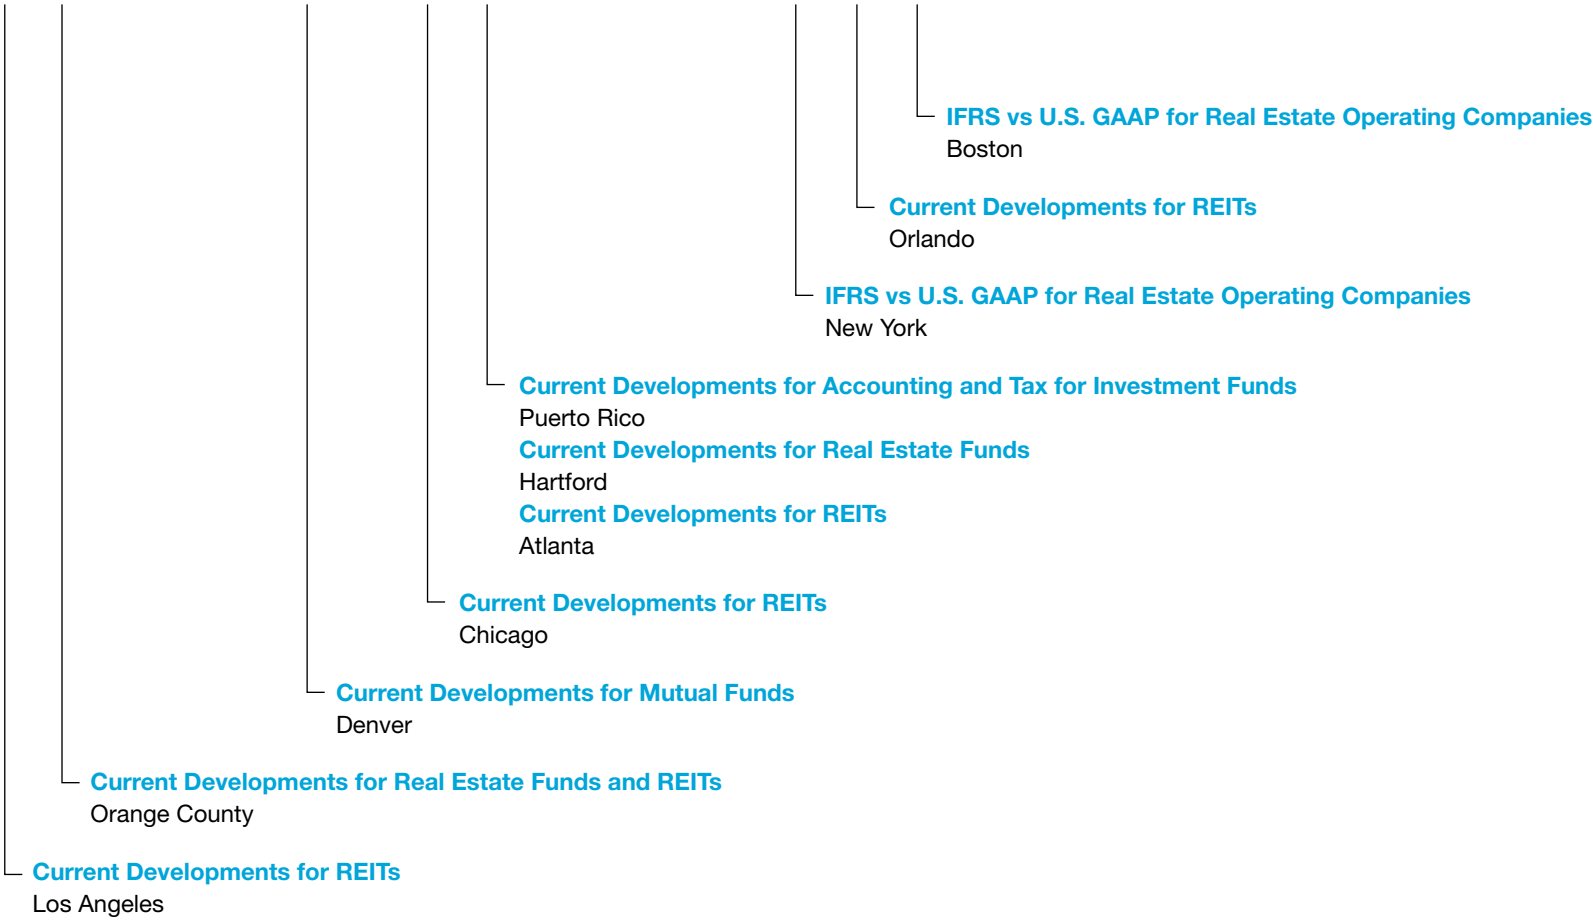 IFRS vs U.S. GAAP for Real Estate Operating Companies
Boston
Current Developments for REITs
Orlando
IFRS vs U.S. GAAP for Real Estate Operating Companies
New York
Current Developments for Accounting and Tax for Investment Funds
Puerto Rico
Current Developments for Real Estate Funds
Hartford
Current Developments for REITs
Atlanta
Current Developments for REITs
Chicago
Current Developments for Mutual Funds
Denver
Current Developments for Real Estate Funds and REITs
Orange County
Current Developments for REITs
Los Angeles